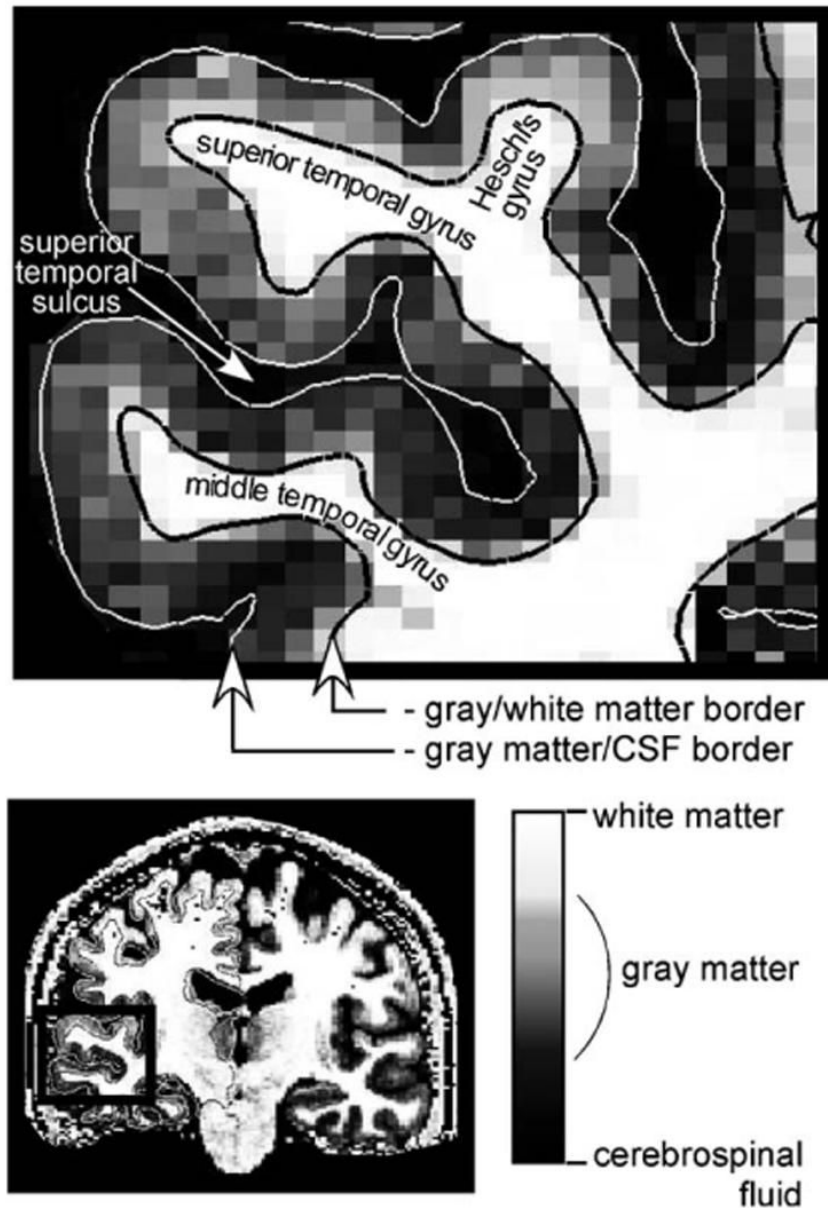 superior temporal gyrus
Heschl's
gyrus
superior
temporal
sulcus
middle temporal gyrus
- gray/white matter border
- gray matter/CSF border
white matter
gray matter
cerebrospinal
fluid